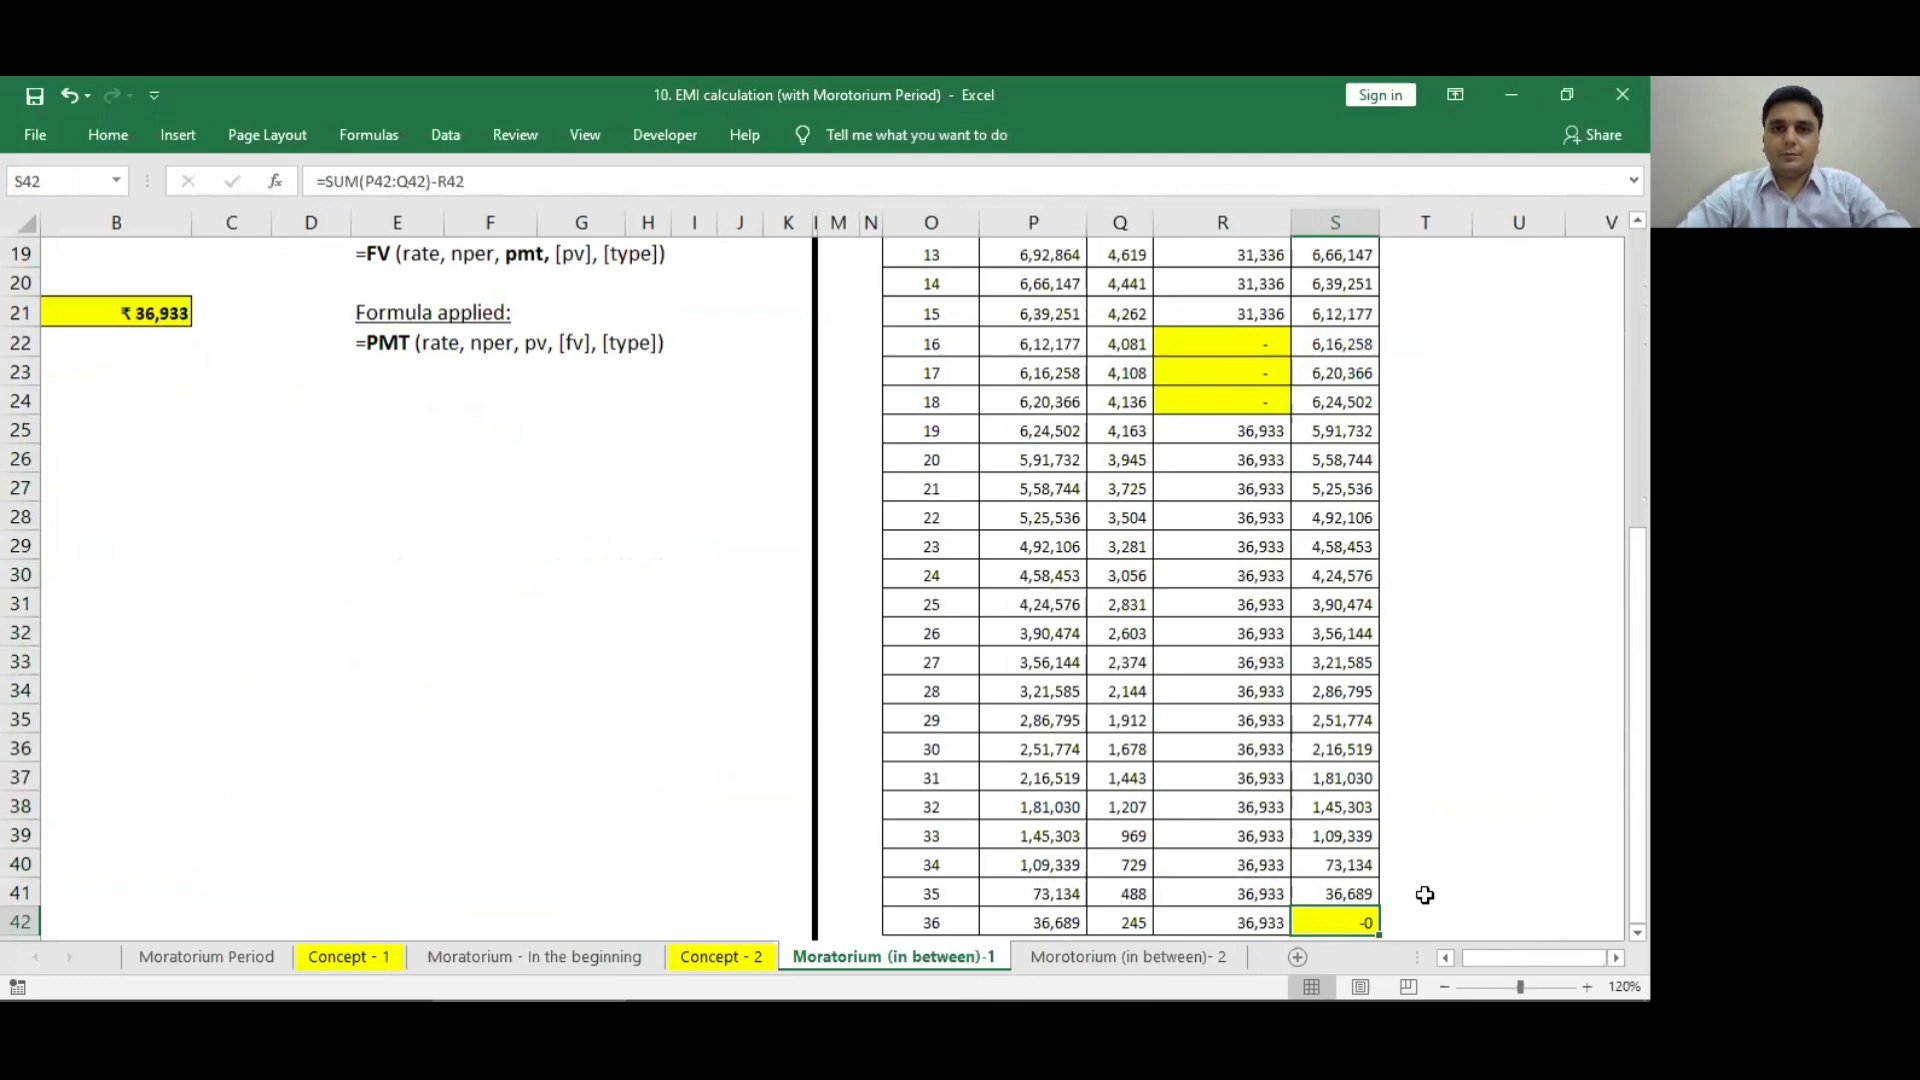 10. EMI calculation (with Morotorium Period) - Excel
Sign in
File Home Insert Page Layout Formulas Data Review View Developer Help Tell me what you want to do Share
S42 fx =SUM(P42:Q42)-R42
B C D E F G H I J K M N O P Q R S T U V
19 =FV (rate, nper, pmt, [pv], [type]) 13 6,92,864 4,619 31,336 6,66,147
20 14 6,66,147 4,441 31,336 6,39,251
21 ₹ 36,933 Formula applied: 15 6,39,251 4,262 31,336 6,12,177
22 =PMT (rate, nper, pv, [fv], [type]) 16 6,12,177 4,081 - 6,16,258
23 17 6,16,258 4,108 - 6,20,366
24 18 6,20,366 4,136 - 6,24,502
25 19 6,24,502 4,163 36,933 5,91,732
26 20 5,91,732 3,945 36,933 5,58,744
27 21 5,58,744 3,725 36,933 5,25,536
28 22 5,25,536 3,504 36,933 4,92,106
29 23 4,92,106 3,281 36,933 4,58,453
30 24 4,58,453 3,056 36,933 4,24,576
31 25 4,24,576 2,831 36,933 3,90,474
32 26 3,90,474 2,603 36,933 3,56,144
33 27 3,56,144 2,374 36,933 3,21,585
34 28 3,21,585 2,144 36,933 2,86,795
35 29 2,86,795 1,912 36,933 2,51,774
36 30 2,51,774 1,678 36,933 2,16,519
37 31 2,16,519 1,443 36,933 1,81,030
38 32 1,81,030 1,207 36,933 1,45,303
39 33 1,45,303 969 36,933 1,09,339
40 34 1,09,339 729 36,933 73,134
41 35 73,134 488 36,933 36,689
42 36 36,689 245 36,933 -0
Moratorium Period Concept - 1 Moratorium - In the beginning Concept - 2 Moratorium (in between)-1 Morotorium (in between)- 2
120%